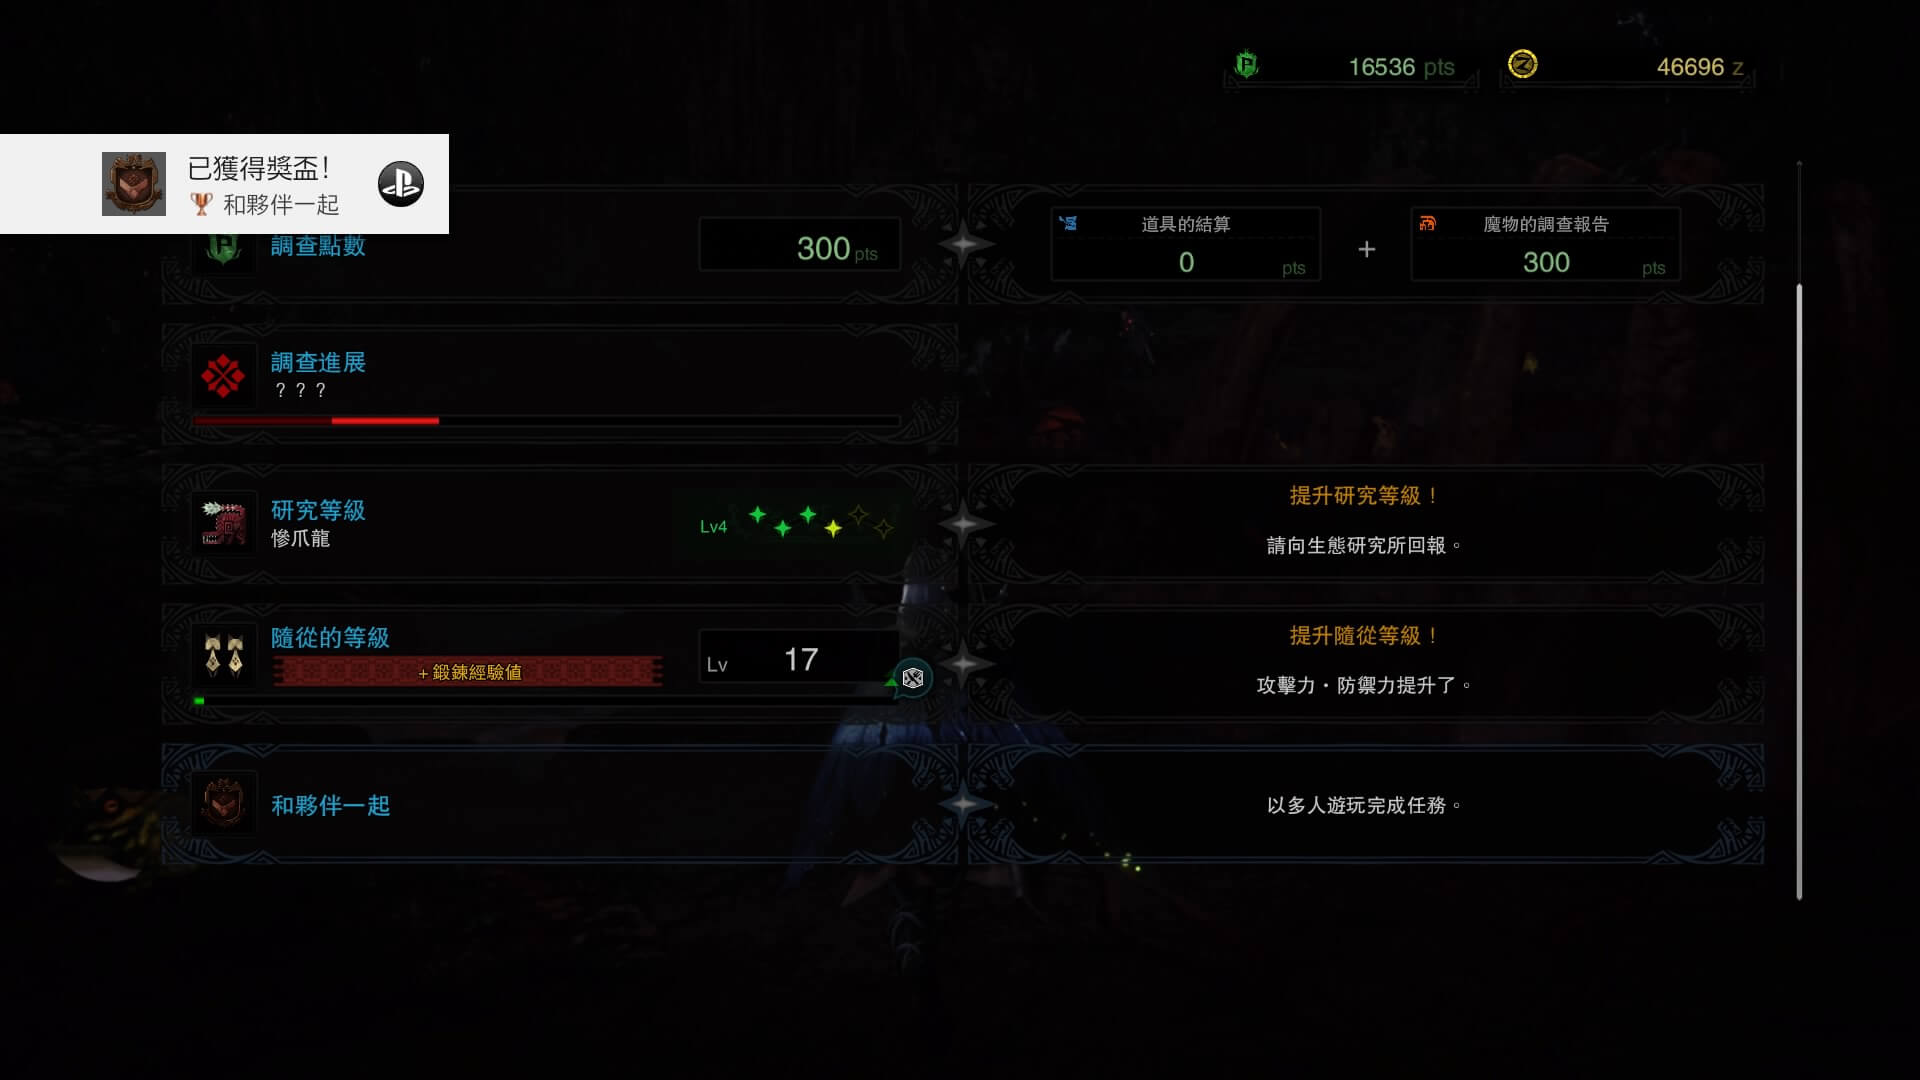 16536 pts
46696 z
已獲得獎盃！
和夥伴一起
調查點數
300 pts
道具的結算
0 pts
+
魔物的調查報告
300 pts
調查進展
？？？
研究等級
慘爪龍
Lv4
提升研究等級！
請向生態研究所回報。
隨從的等級
+鍛鍊經驗值
Lv 17
提升隨從等級！
攻擊力・防禦力提升了。
和夥伴一起
以多人遊玩完成任務。